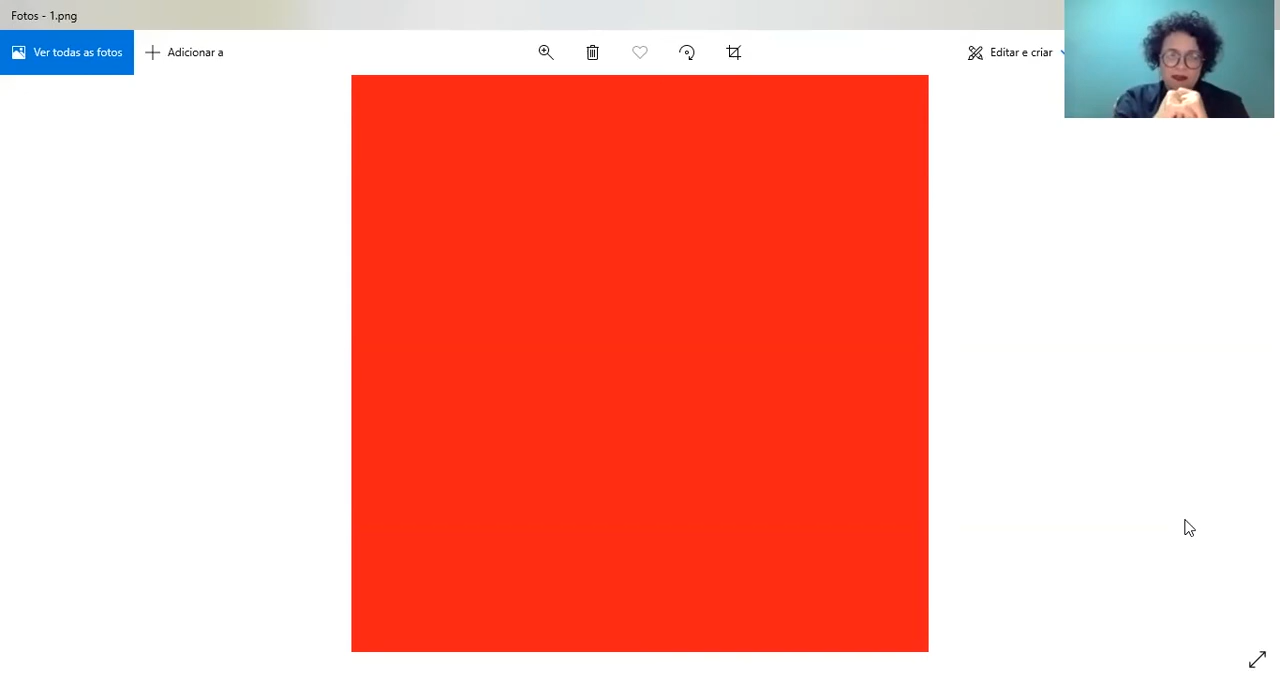 Fotos - 1.png
Ver todas as fotos
Adicionar a
Editar e criar